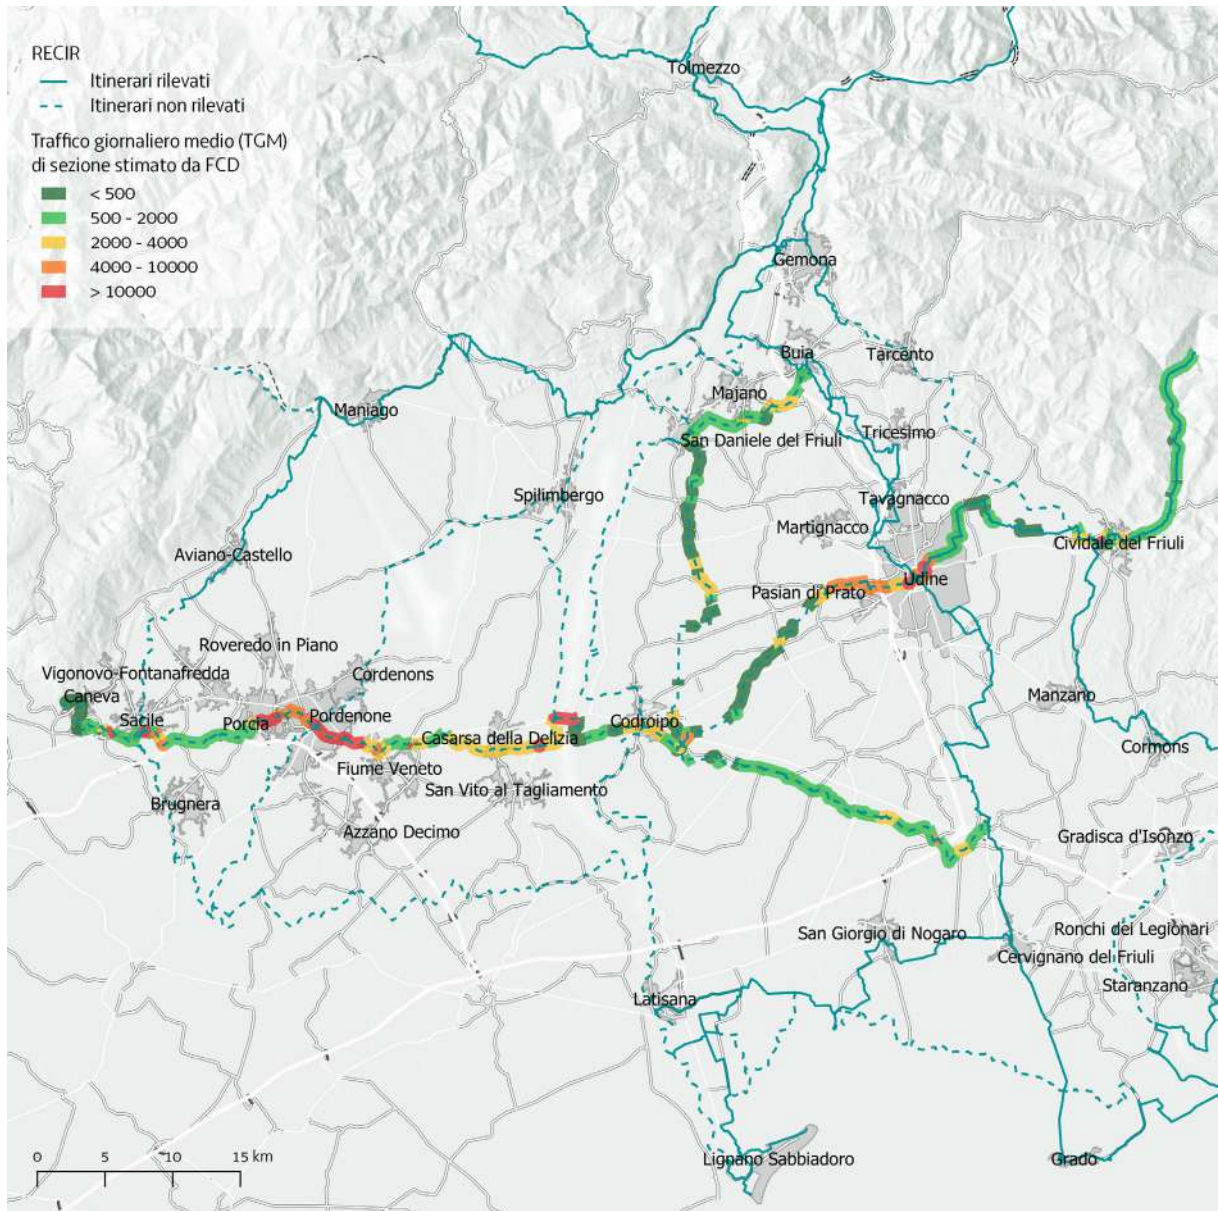 RECIR
Itinerari rilevati
Itinerari non rilevati
Traffico giornaliero medio (TGM)
di sezione stimato da FCD
< 500
500 - 2000
2000 - 4000
4000 - 10000
> 10000
Tolmezzo
Gemona
Buia
Tarcento
Majano
Maniago
Tricesimo
San Daniele del Friuli
Spilimbergo
Tavagnacco
Martignacco
Aviano-Castello
Cividale del Friuli
Udine
Pasian di Prato
Roveredo in Piano
Vigonovo-Fontanafredda
Cordenons
Caneva
Manzano
Sacile
Porcia
Pordenone
Codroipo
Casarsa della Delizia
Cormons
Fiume Veneto
San Vito al Tagliamento
Brugnera
Azzano Decimo
Gradisca d'Isonzo
San Giorgio di Nogaro
Ronchi dei Legionari
Cervignano del Friuli
Staranzano
Latisana
Lignano Sabbiadoro
Grado
0 5 10 15 km